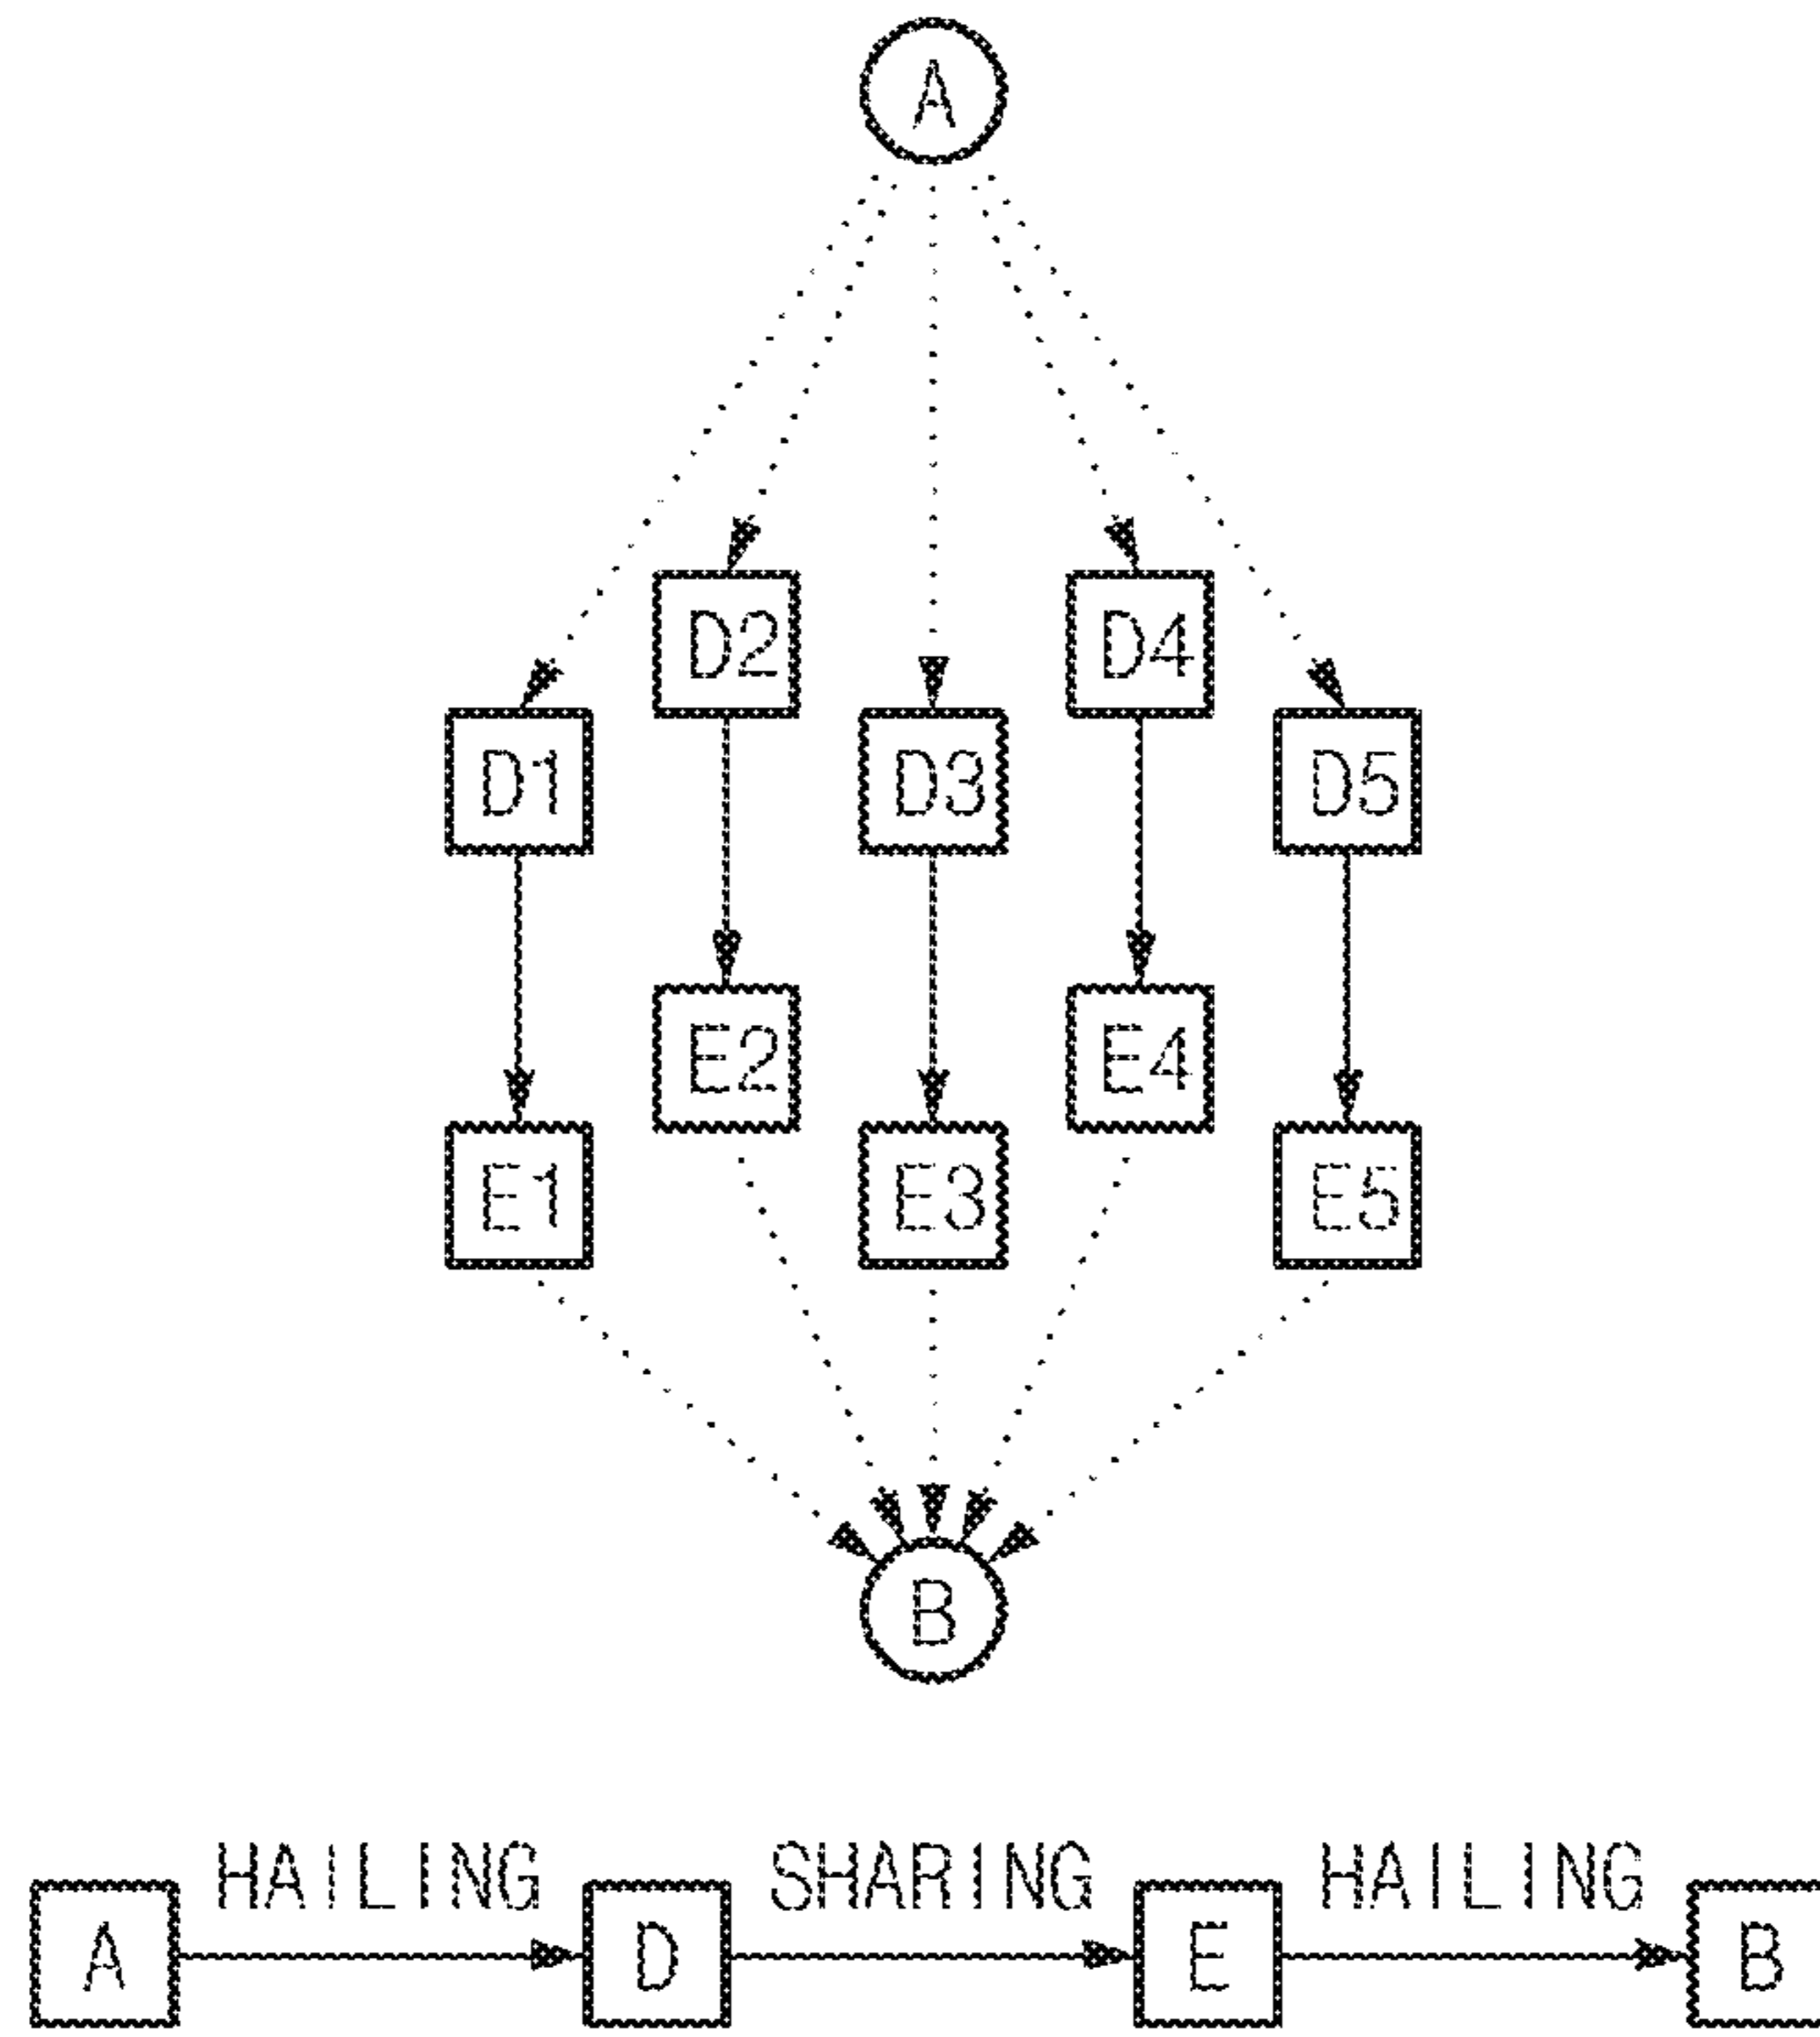 A
D2 D4
D1 D3 D5
E2 E4
E1 E3 E5
B
HAILING SHARING HAILING
A D E B